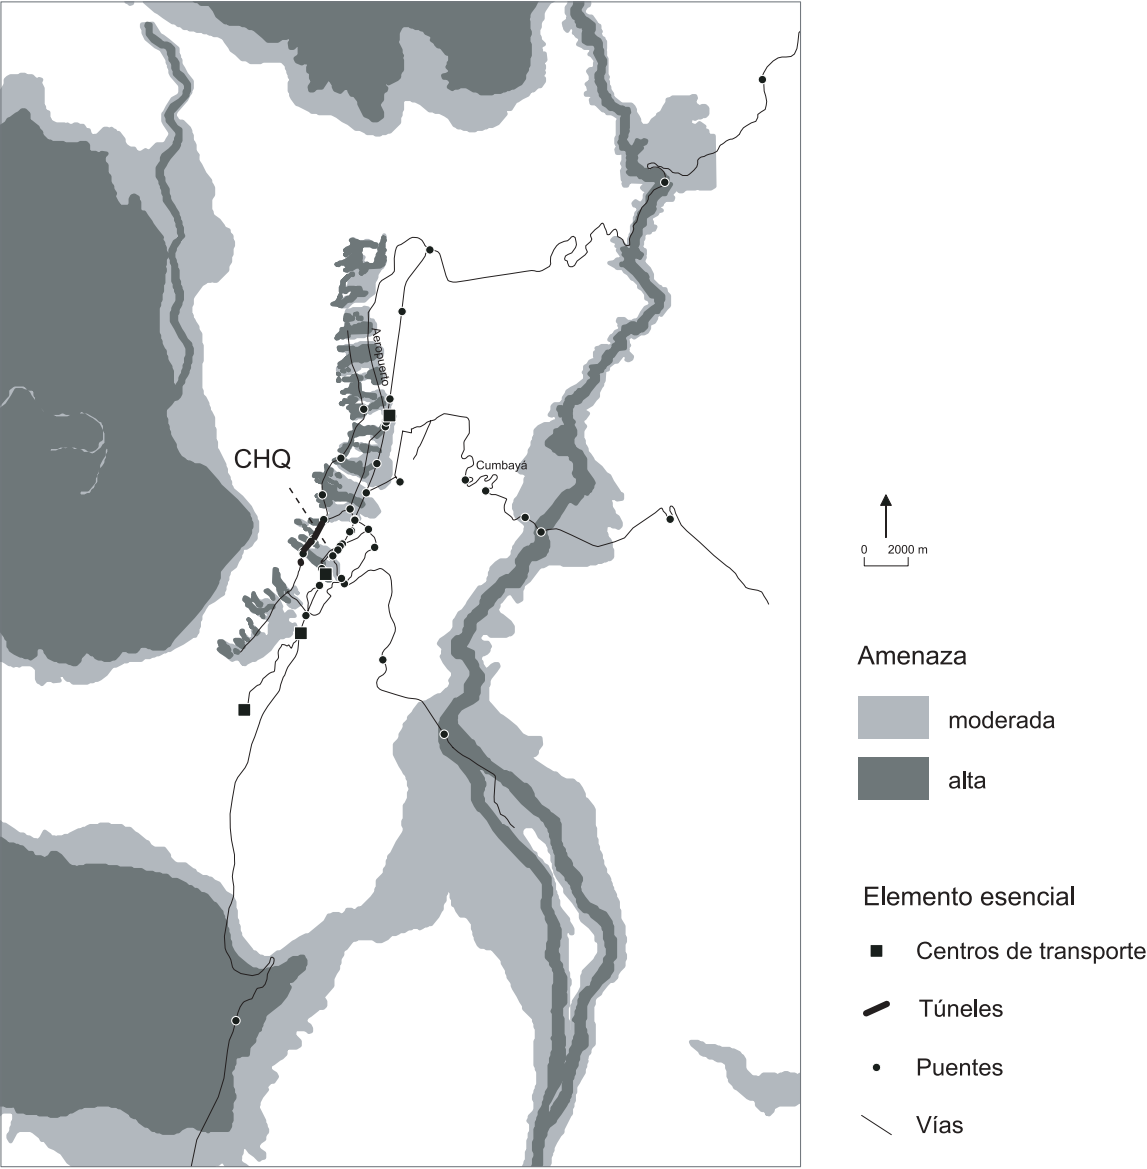 Aeropuerto
CHQ
Cumbayá
0 2000 m
Amenaza
moderada
alta
Elemento esencial
Centros de transporte
Túneles
Puentes
Vías